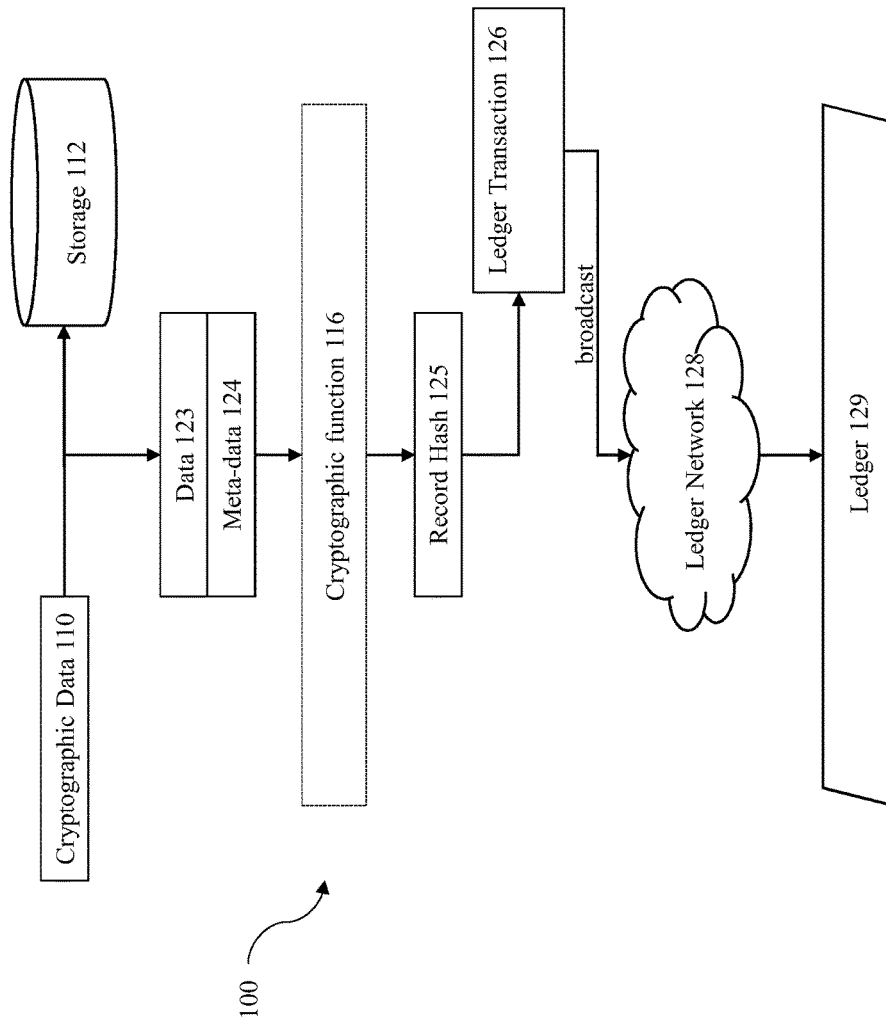 Cryptographic Data 110
Storage 112
Data 123
Meta-data 124
Cryptographic function 116
Record Hash 125
Ledger Transaction 126
broadcast
Ledger Network 128
Ledger 129
100